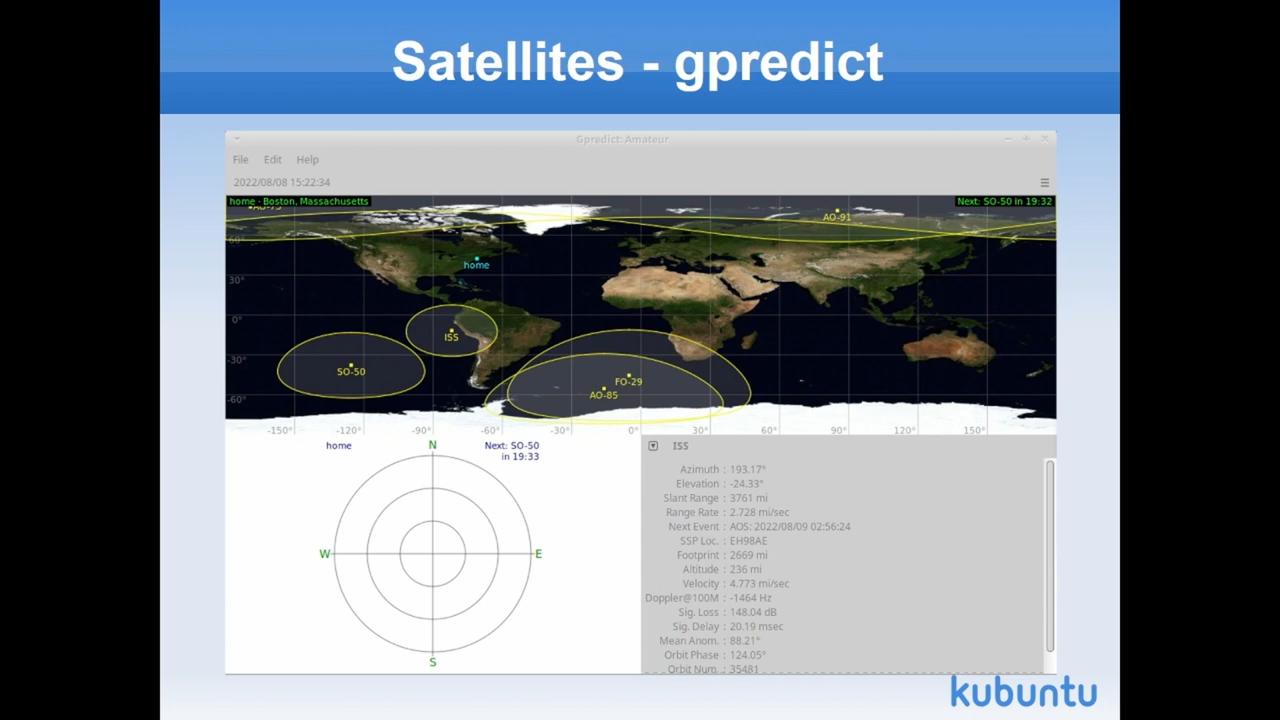 Satellites - gpredict
Gpredict: Amateur
File Edit Help
2022/08/08 15:22:34
home - Boston, Massachusetts
Next: SO-50 in 19:32
AO-73
AO-91
60°
home
30°
0°
ISS
-30°
SO-50
FO-29
AO-85
-60°
-150° -120° -90° -60° -30° 0° 30° 60° 90° 120° 150°
home
N
Next: SO-50
in 19:33
W
E
S
ISS
Azimuth : 193.17°
Elevation : -24.33°
Slant Range : 3761 mi
Range Rate : 2.728 mi/sec
Next Event : AOS: 2022/08/09 02:56:24
SSP Loc. : EH98AE
Footprint : 2669 mi
Altitude : 236 mi
Velocity : 4.773 mi/sec
Doppler@100M : -1464 Hz
Sig. Loss : 148.04 dB
Sig. Delay : 20.19 msec
Mean Anom. : 88.21°
Orbit Phase : 124.05°
Orbit Num. : 35481
kubuntu